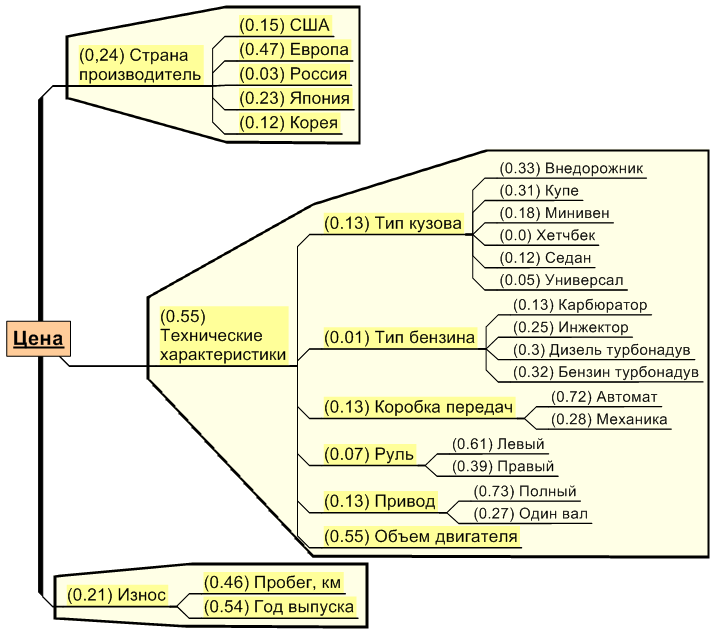 (0.15) США
(0.47) Европа
(0,24) Страна
производитель
(0.03) Россия
(0.23) Япония
(0.12) Корея
(0.33) Внедорожник
(0.31) Купе
(0.18) Минивен
(0.13) Тип кузова
(0.0) Хетчбек
(0.12) Седан
(0.05) Универсал
Цена
(0.55)
Технические
характеристики
(0.13) Карбюратор
(0.25) Инжектор
(0.01) Тип бензина
(0.3) Дизель турбонадув
(0.32) Бензин турбонадув
(0.72) Автомат
(0.13) Коробка передач
(0.28) Механика
(0.61) Левый
(0.07) Руль
(0.39) Правый
(0.73) Полный
(0.13) Привод
(0.27) Один вал
(0.55) Объем двигателя
(0.46) Пробег, км
(0.21) Износ
(0.54) Год выпуска